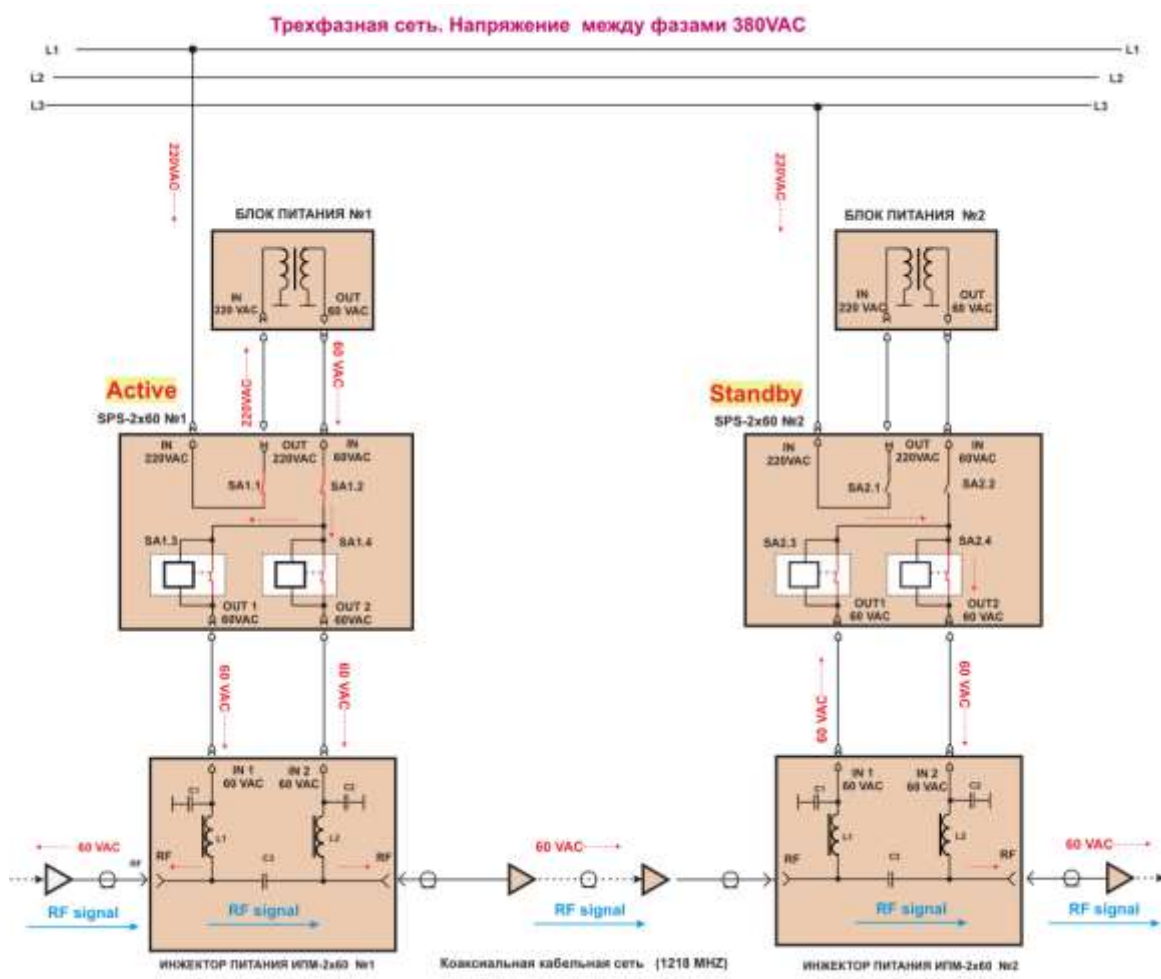 Трехфазная сеть. Напряжение между фазами 380VAC
L1
L1
L2
L2
L3
L3
220VAC
220VAC
БЛОК ПИТАНИЯ №1
БЛОК ПИТАНИЯ №2
IN
220 VAC
OUT
60 VAC
IN
220 VAC
OUT
60 VAC
220VAC
60 VAC
Active
SPS-2x60 №1
Standby
SPS-2x60 №2
IN
220VAC
OUT
220VAC
IN
60VAC
IN
220VAC
OUT
220VAC
IN
60VAC
SA1.1
SA1.2
SA2.1
SA2.2
SA1.3
SA1.4
SA2.3
SA2.4
OUT 1
60VAC
OUT 2
60VAC
OUT1
60 VAC
OUT2
60 VAC
60 VAC
60 VAC
60 VAC
60 VAC
IN 1
60 VAC
IN 2
60 VAC
IN 1
60 VAC
IN 2
60 VAC
C1
C2
C1
C2
L1
L2
L1
L2
60 VAC
RF
RF
C3
RF
60 VAC
RF
C3
RF
60 VAC
RF signal
RF signal
RF signal
RF signal
RF signal
ИНЖЕКТОР ПИТАНИЯ ИПМ-2x60 №1
Коаксиальная кабельная сеть (1218 MHZ)
ИНЖЕКТОР ПИТАНИЯ ИПМ-2x60 №2